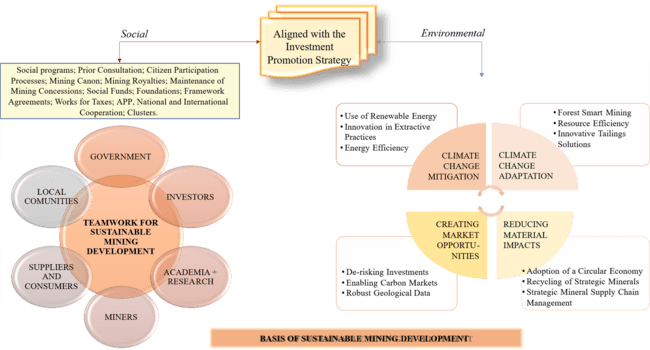 Social
Aligned with the
Investment
Promotion Strategy
Environmental
Social programs; Prior Consultation; Citizen Participation
Processes; Mining Canon; Mining Royalties; Maintenance of
Mining Concessions; Social Funds; Foundations; Framework
Agreements; Works for Taxes; APP, National and International
Cooperation; Clusters.
GOVERNMENT
LOCAL
COMUNITIES
INVESTORS
TEAMWORK FOR
SUSTAINABLE
MINING
DEVELOPMENT
SUPPLIERS
AND
CONSUMERS
ACADEMIA +
RESEARCH
MINERS
• Use of Renewable Energy
• Innovation in Extractive
Practices
• Energy Efficiency
• Forest Smart Mining
• Resource Efficiency
• Innovative Tailings
Solutions
CLIMATE
CHANGE
MITIGATION
CLIMATE
CHANGE
ADAPTATION
CREATING
MARKET
OPPORTU-
NITIES
REDUCING
MATERIAL
IMPACTS
• De-risking Investments
• Enabling Carbon Markets
• Robust Geological Data
• Adoption of a Circular Economy
• Recycling of Strategic Minerals
• Strategic Mineral Supply Chain
Management
BASIS OF SUSTAINABLE MINING DEVELOPMENT